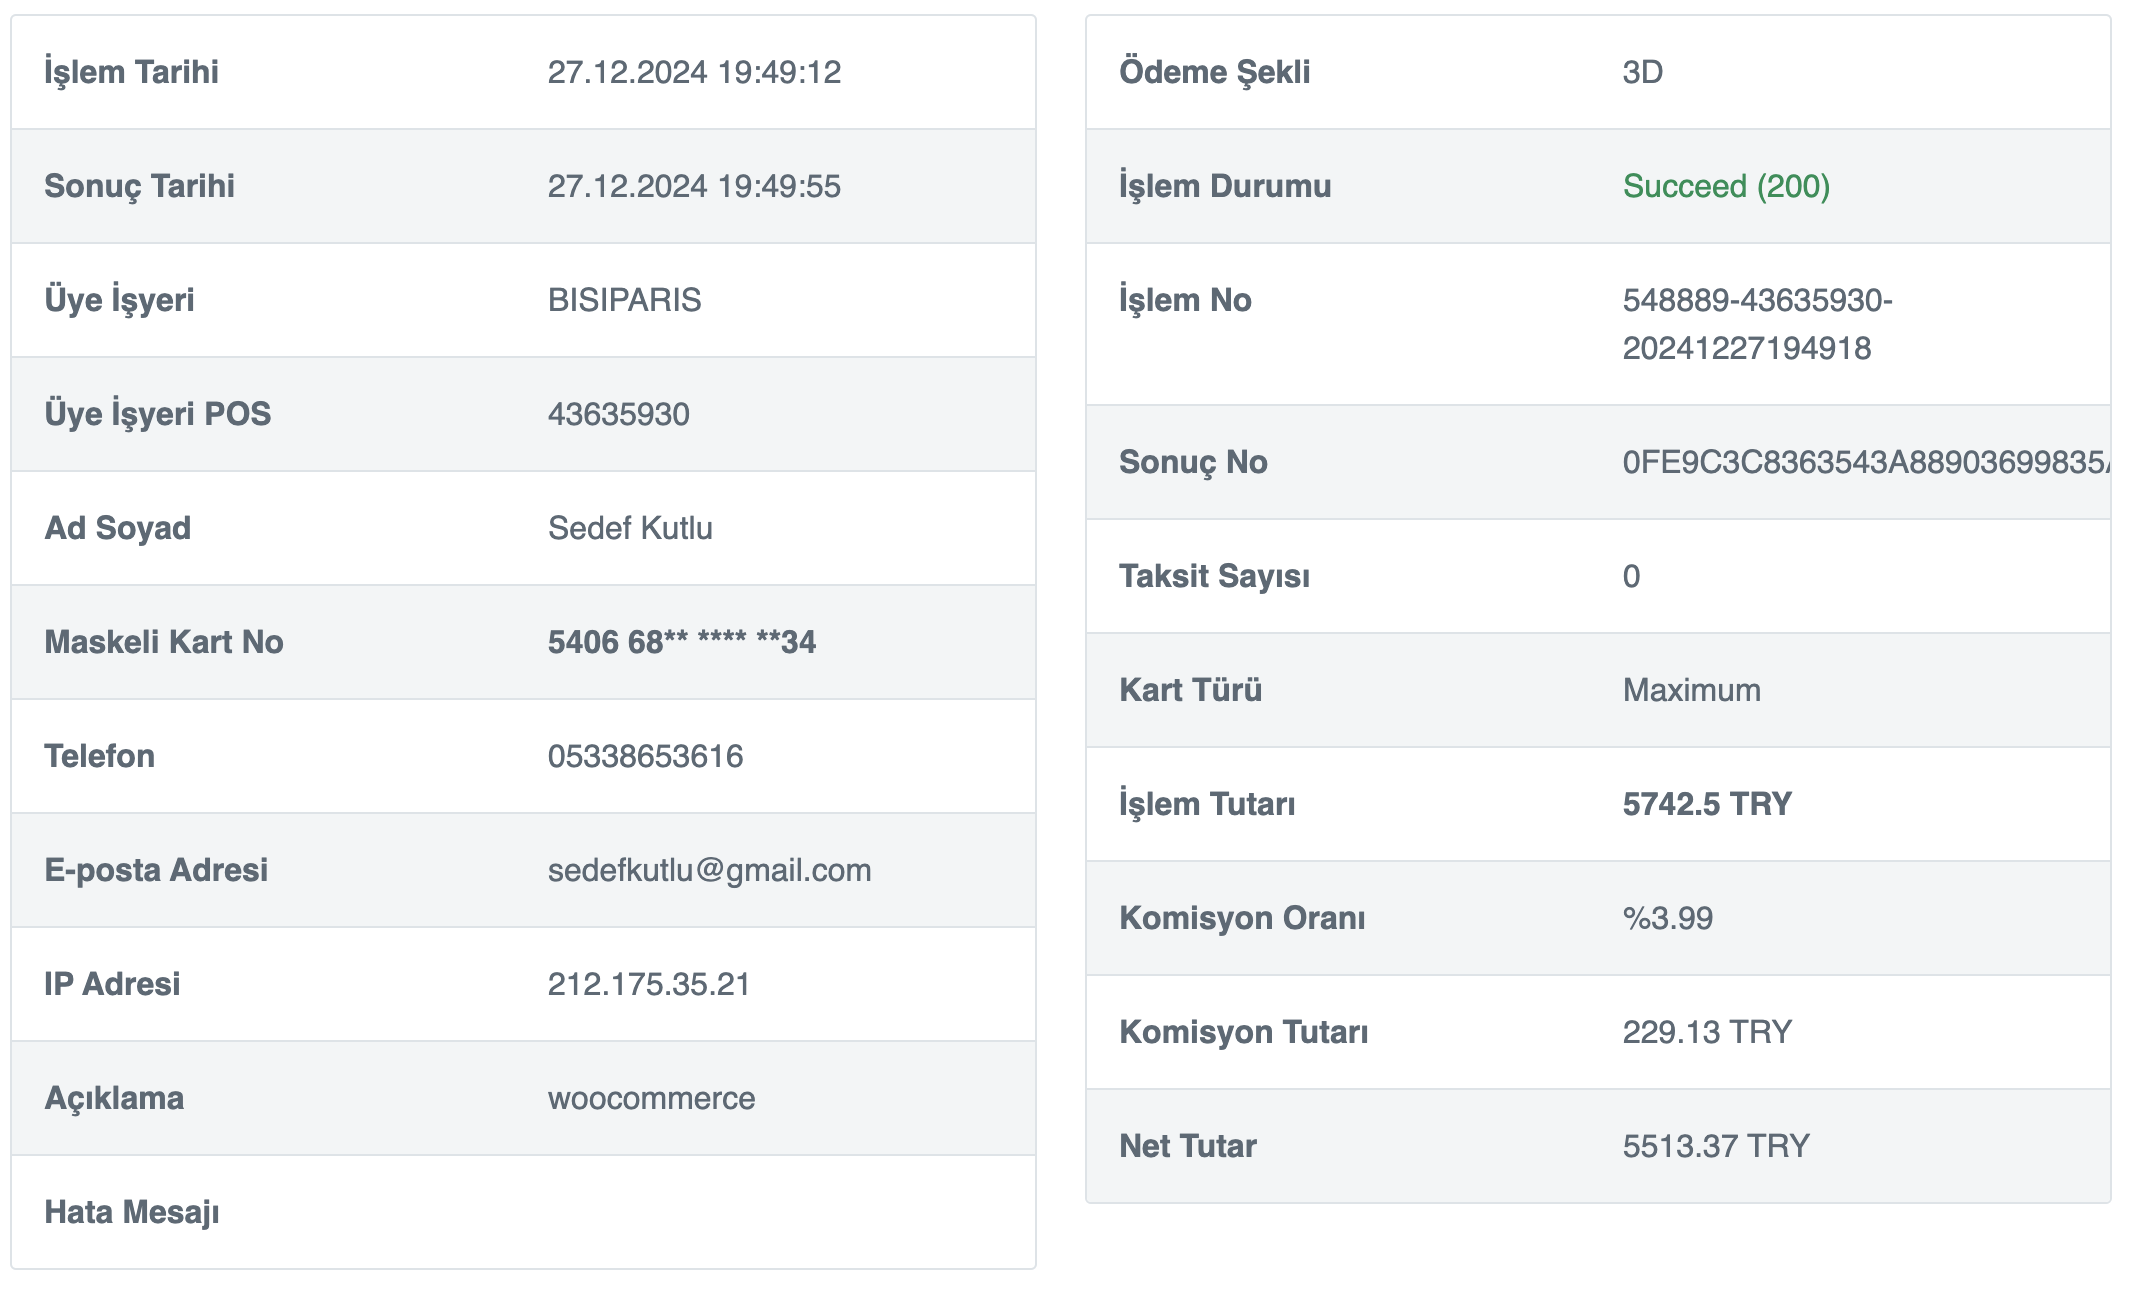 İşlem Tarihi 27.12.2024 19:49:12
Sonuç Tarihi 27.12.2024 19:49:55
Üye İşyeri BISIPARIS
Üye İşyeri POS 43635930
Ad Soyad Sedef Kutlu
Maskeli Kart No 5406 68** **** **34
Telefon 05338653616
E-posta Adresi sedefkutlu@gmail.com
IP Adresi 212.175.35.21
Açıklama woocommerce
Hata Mesajı
Ödeme Şekli 3D
İşlem Durumu Succeed (200)
İşlem No 548889-43635930-
20241227194918
Sonuç No 0FE9C3C8363543A88903699835
Taksit Sayısı 0
Kart Türü Maximum
İşlem Tutarı 5742.5 TRY
Komisyon Oranı %3.99
Komisyon Tutarı 229.13 TRY
Net Tutar 5513.37 TRY